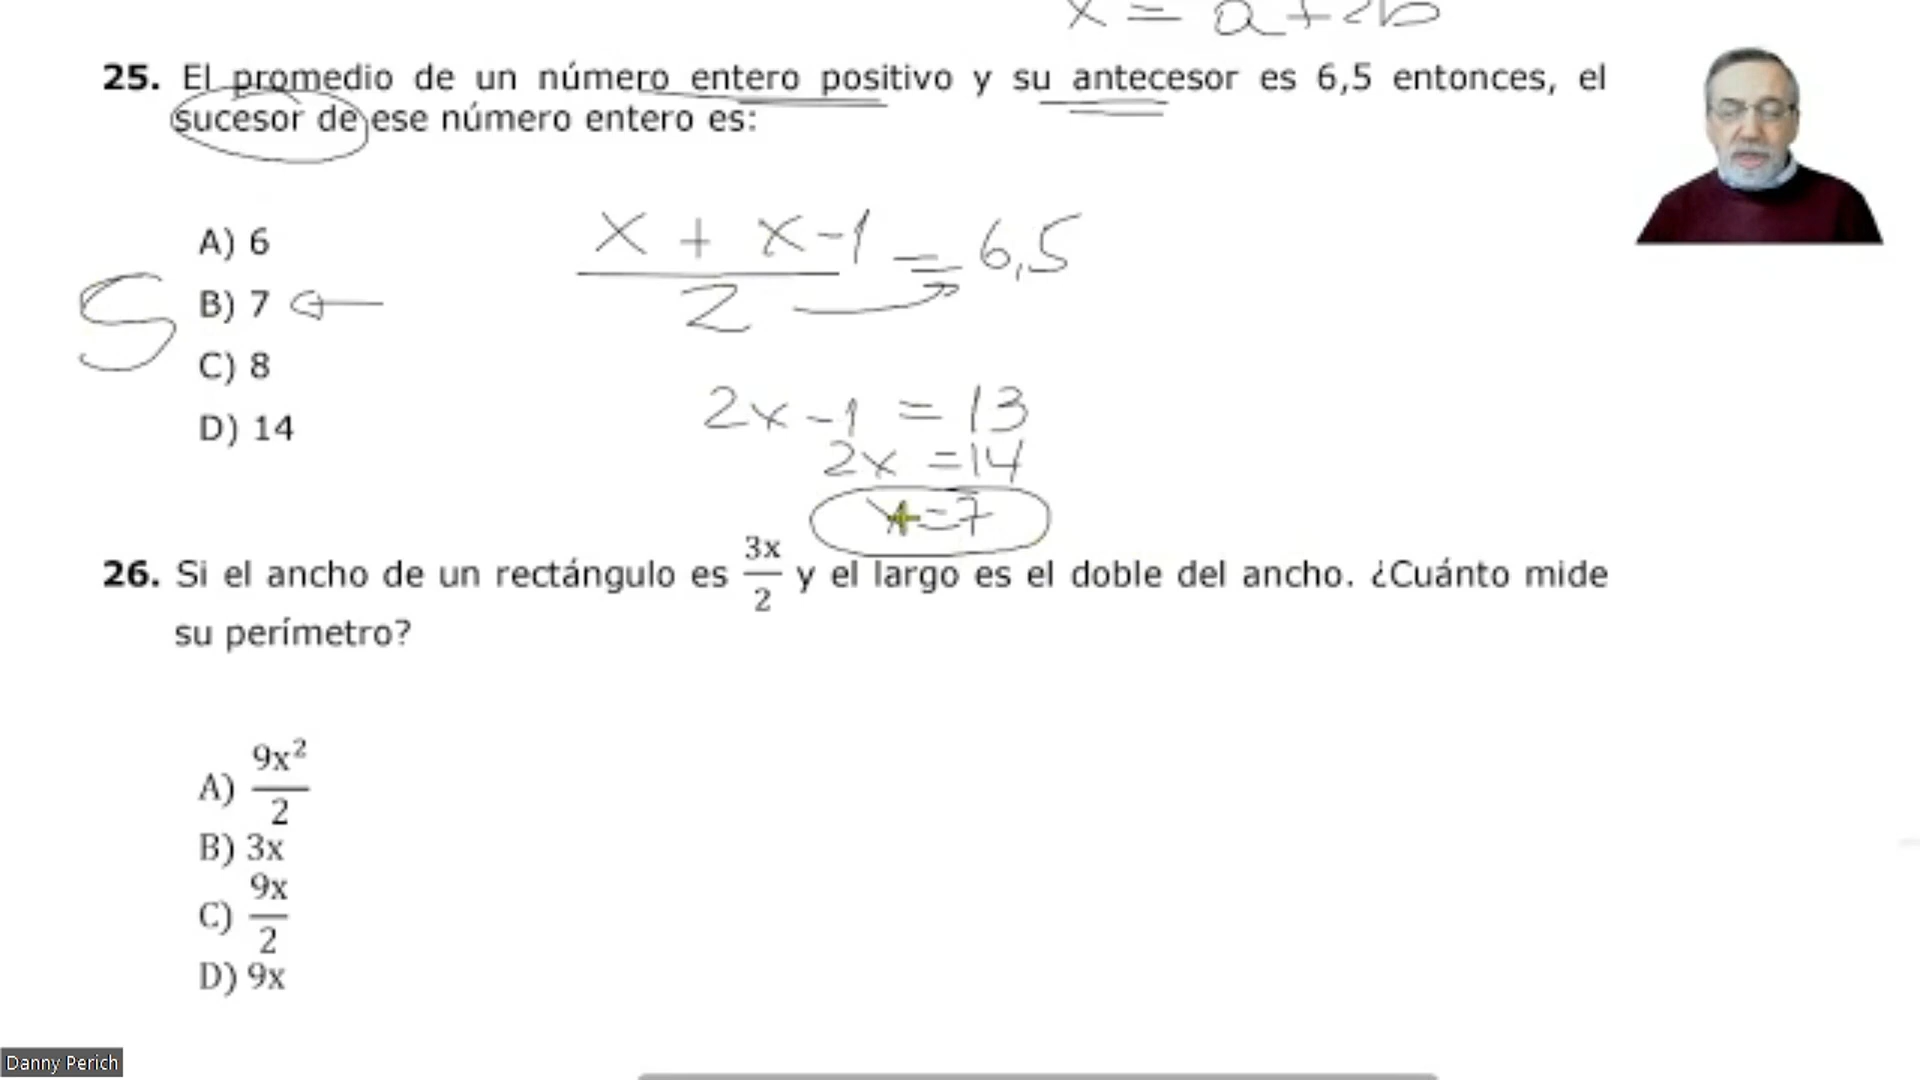 x = a + 2b
25. El promedio de un número entero positivo y su antecesor es 6,5 entonces, el
sucesor de ese número entero es:
A) 6
B) 7
C) 8
D) 14
S
x + x - 1 = 6,5
2
2x - 1 = 13
2x = 14
x = 7
26. Si el ancho de un rectángulo es 3x/2 y el largo es el doble del ancho. ¿Cuánto mide
su perímetro?
A) 9x²/2
B) 3x
C) 9x/2
D) 9x
Danny Perich